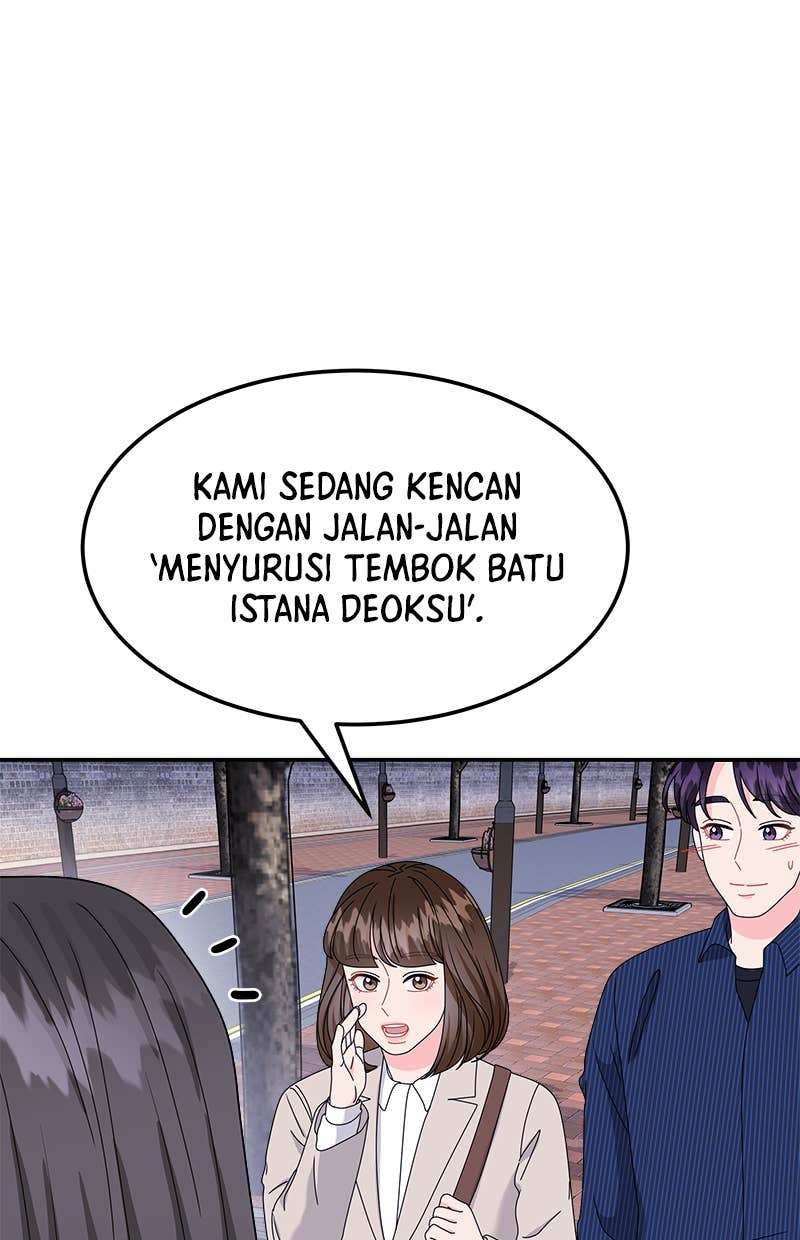 KAMI SEDANG KENCAN
DENGAN JALAN-JALAN
'MENYURUSI TEMBOK BATU
ISTANA DEOKSU'.